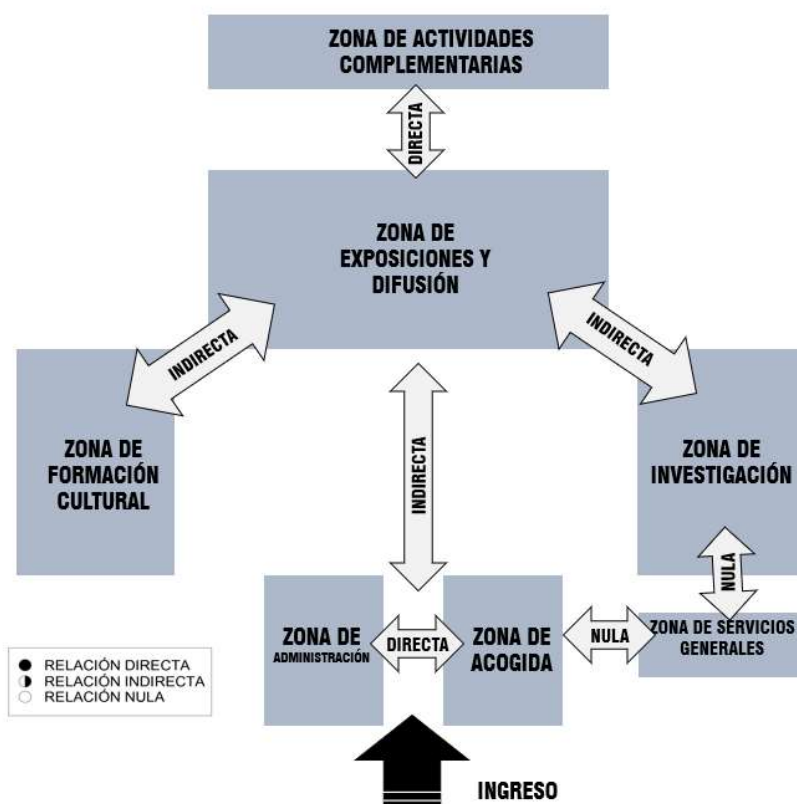 ZONA DE ACTIVIDADES
COMPLEMENTARIAS
DIRECTA
ZONA DE
EXPOSICIONES Y
DIFUSIÓN
INDIRECTA
INDIRECTA
ZONA DE
FORMACIÓN
CULTURAL
INDIRECTA
ZONA DE
INVESTIGACIÓN
NULA
ZONA DE
ADMINISTRACIÓN
DIRECTA
ZONA DE
ACOGIDA
NULA
ZONA DE SERVICIOS
GENERALES
RELACIÓN DIRECTA
RELACIÓN INDIRECTA
RELACIÓN NULA
INGRESO